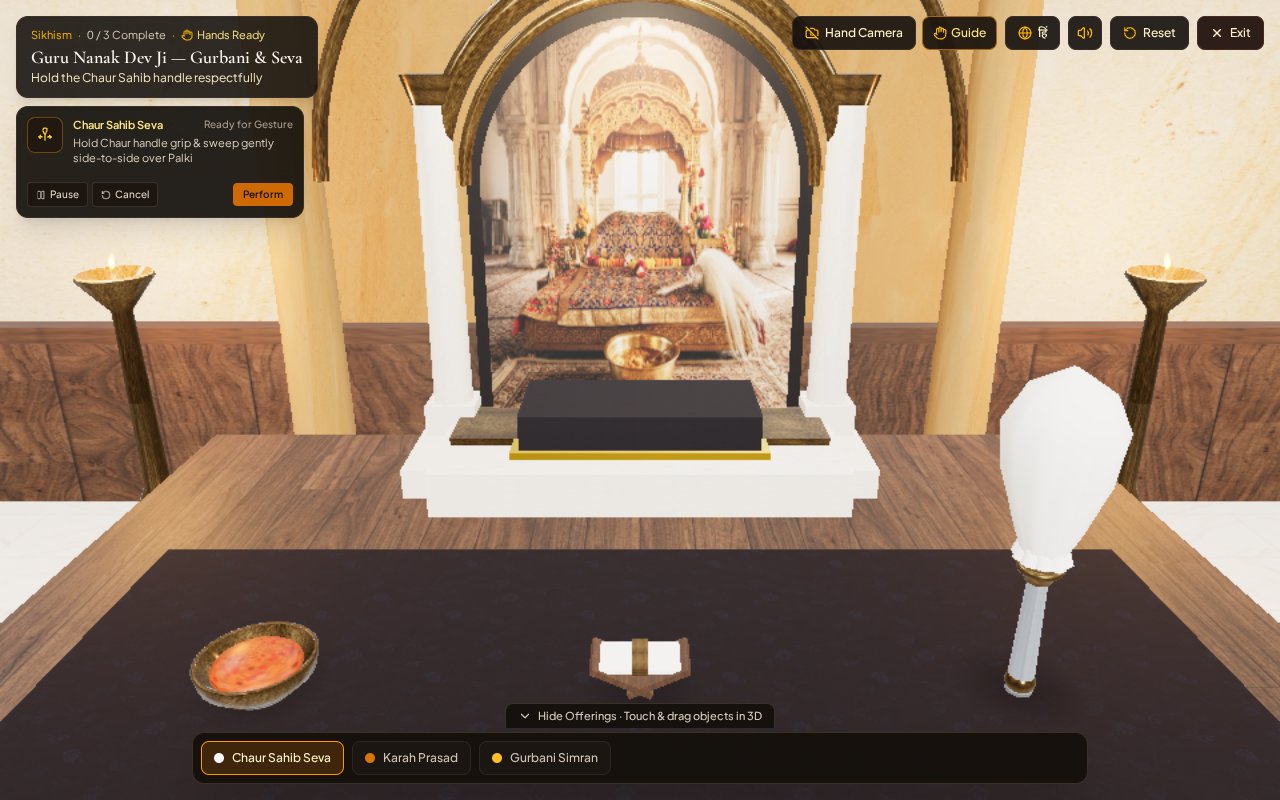 Sikhism · 0 / 3 Complete · Hands Ready
Guru Nanak Dev Ji — Gurbani & Seva
Hold the Chaur Sahib handle respectfully
Chaur Sahib Seva Ready for Gesture
Hold Chaur handle grip & sweep gently
side-to-side over Palki
Pause Cancel Perform
Hand Camera Guide हिं Reset Exit
Hide Offerings · Touch & drag objects in 3D
Chaur Sahib Seva Karah Prasad Gurbani Simran